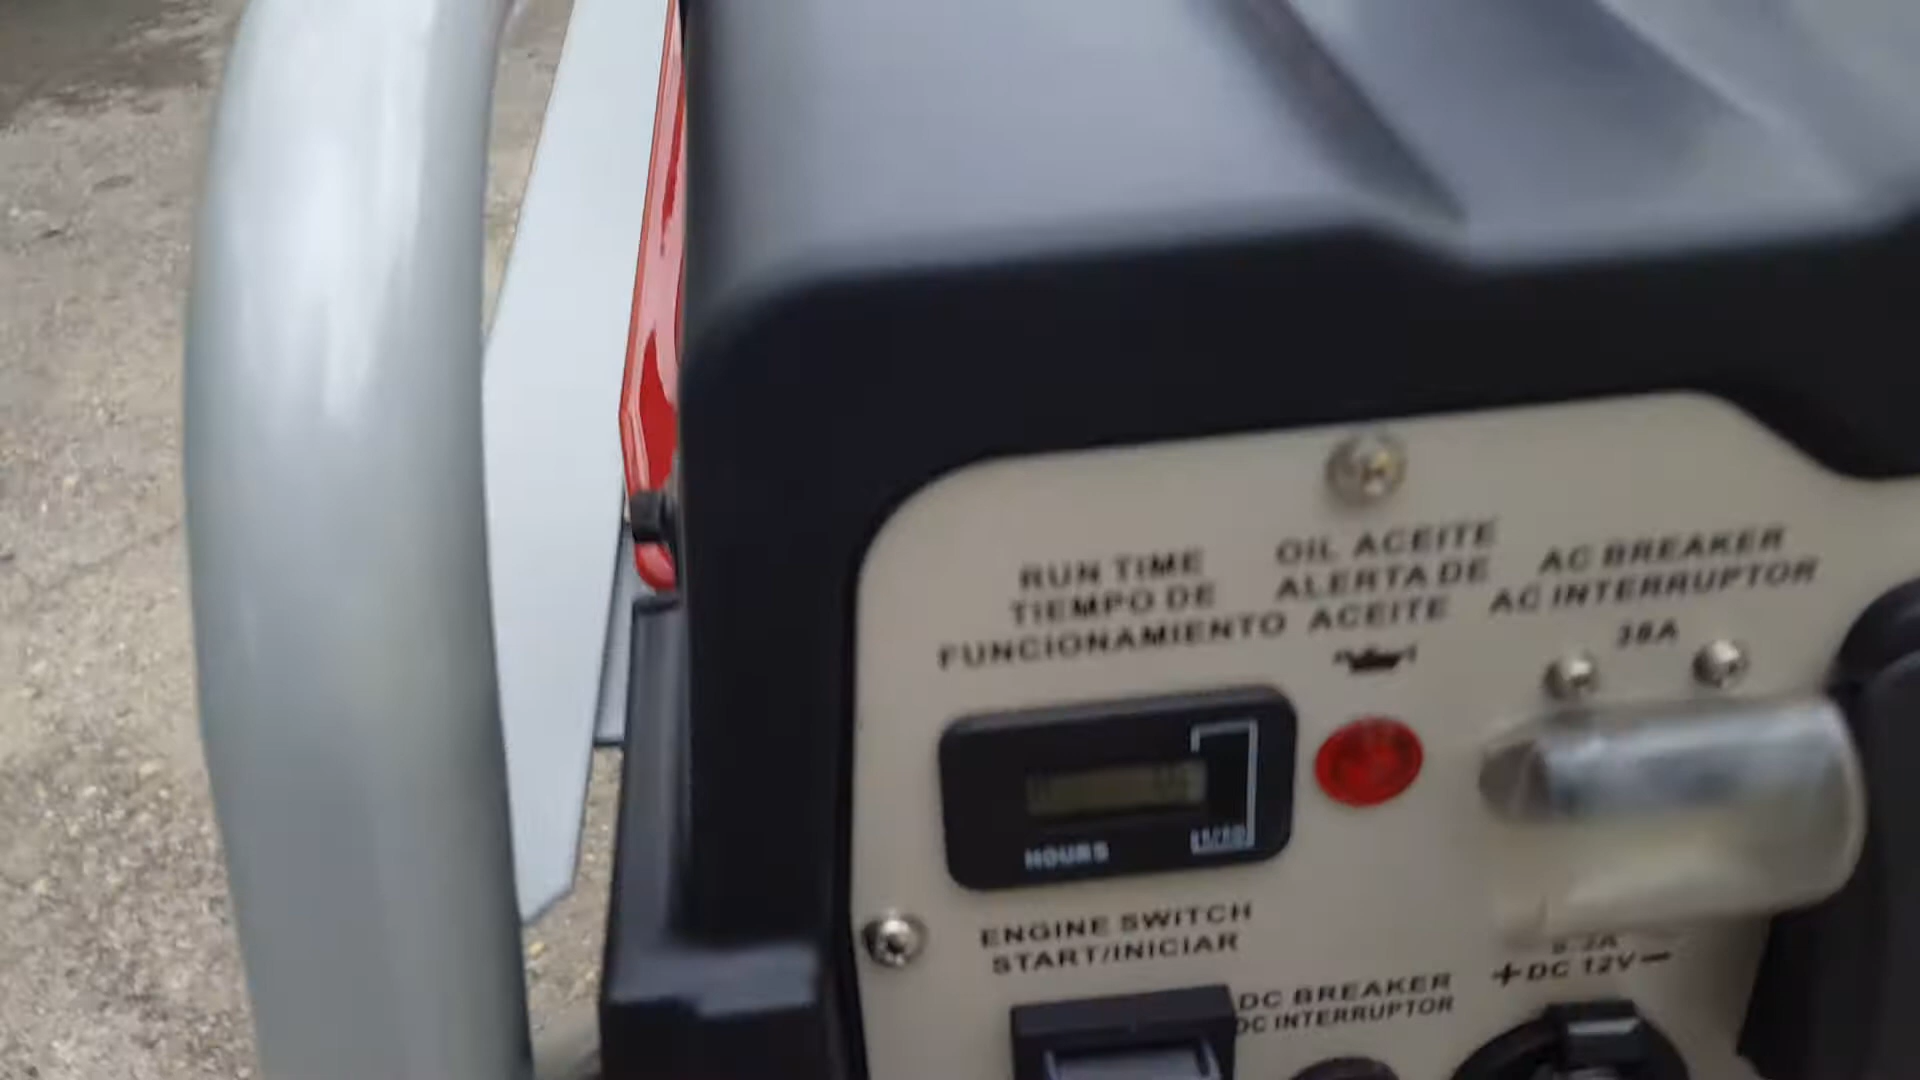 RUN TIME
TIEMPO DE
FUNCIONAMIENTO
OIL ACEITE
ALERTA DE
ACEITE
AC BREAKER
AC INTERRUPTOR
HOURS
ENGINE SWITCH
START/INICIAR
DC BREAKER
DC INTERRUPTOR
+DC 12V−